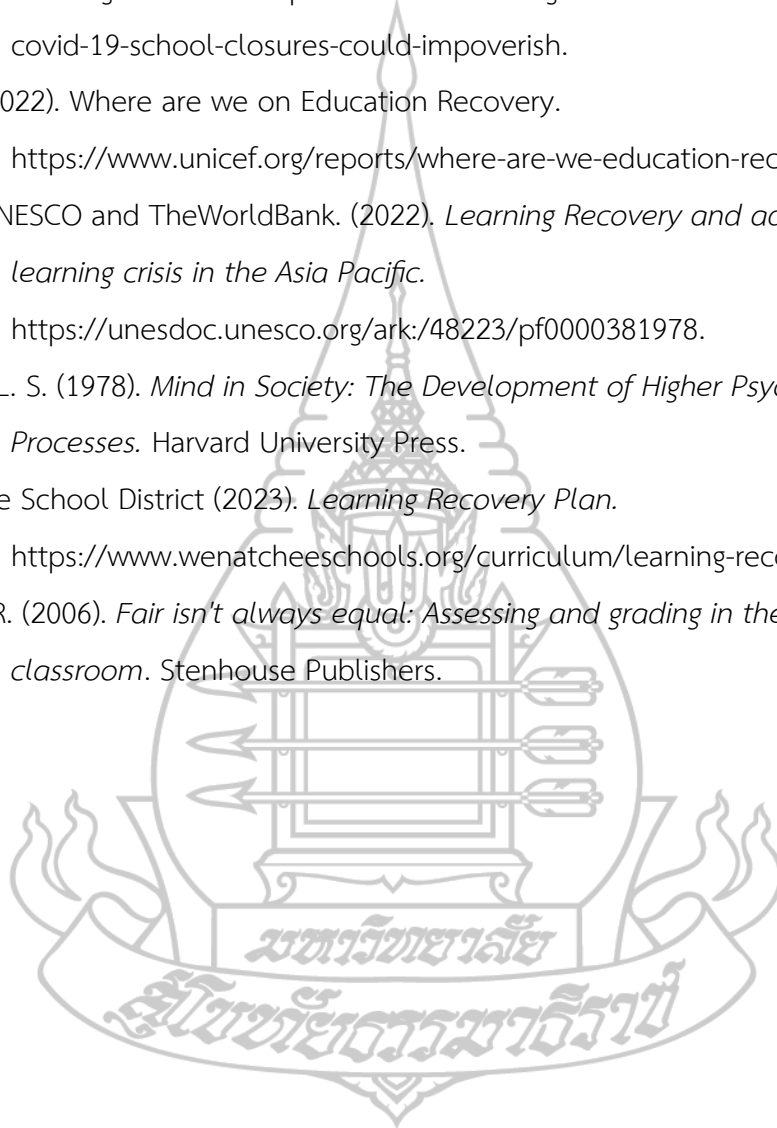 covid-19-school-closures-could-impoverish.
022). Where are we on Education Recovery.
https://www.unicef.org/reports/where-are-we-education-rec
NESCO and TheWorldBank. (2022). Learning Recovery and ac
learning crisis in the Asia Pacific.
https://unesdoc.unesco.org/ark:/48223/pf0000381978.
L. S. (1978). Mind in Society: The Development of Higher Psyc
Processes. Harvard University Press.
e School District (2023). Learning Recovery Plan.
https://www.wenatcheeschools.org/curriculum/learning-reco
R. (2006). Fair isn't always equal: Assessing and grading in the
classroom. Stenhouse Publishers.
มหาวิทยาลัย
สุโขทัยธรรมาธิราช